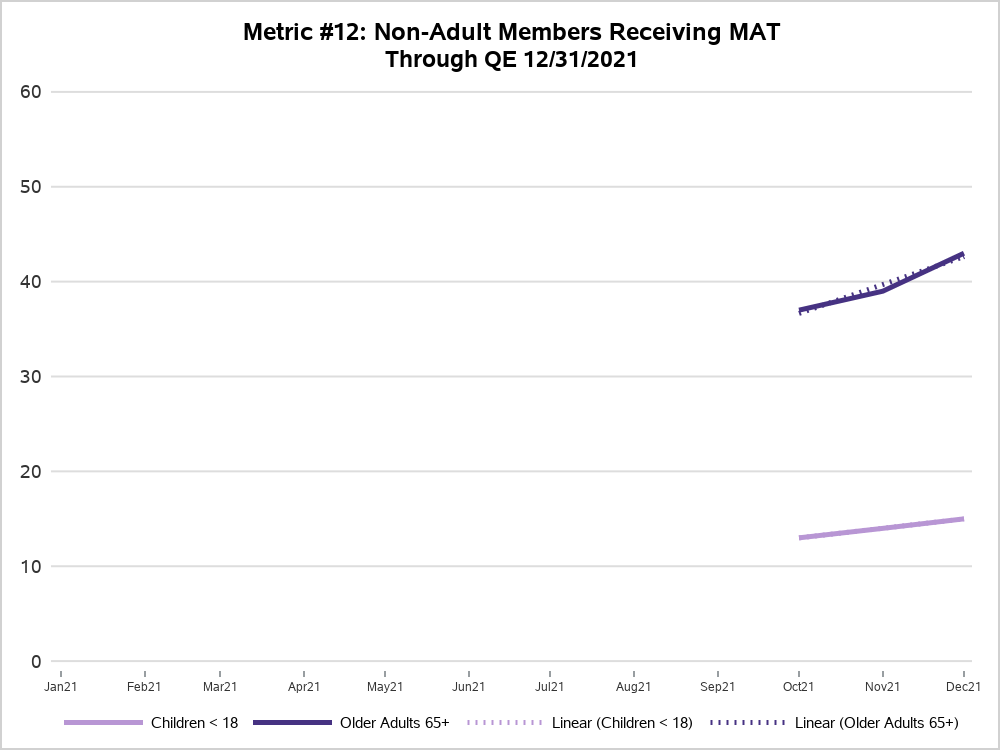 Metric #12: Non-Adult Members Receiving MAT
Through QE 12/31/2021
60
50
40
30
20
10
0
Jan21 Feb21 Mar21 Apr21 May21 Jun21 Jul21 Aug21 Sep21 Oct21 Nov21 Dec21
Children < 18 Older Adults 65+ Linear (Children < 18) Linear (Older Adults 65+)